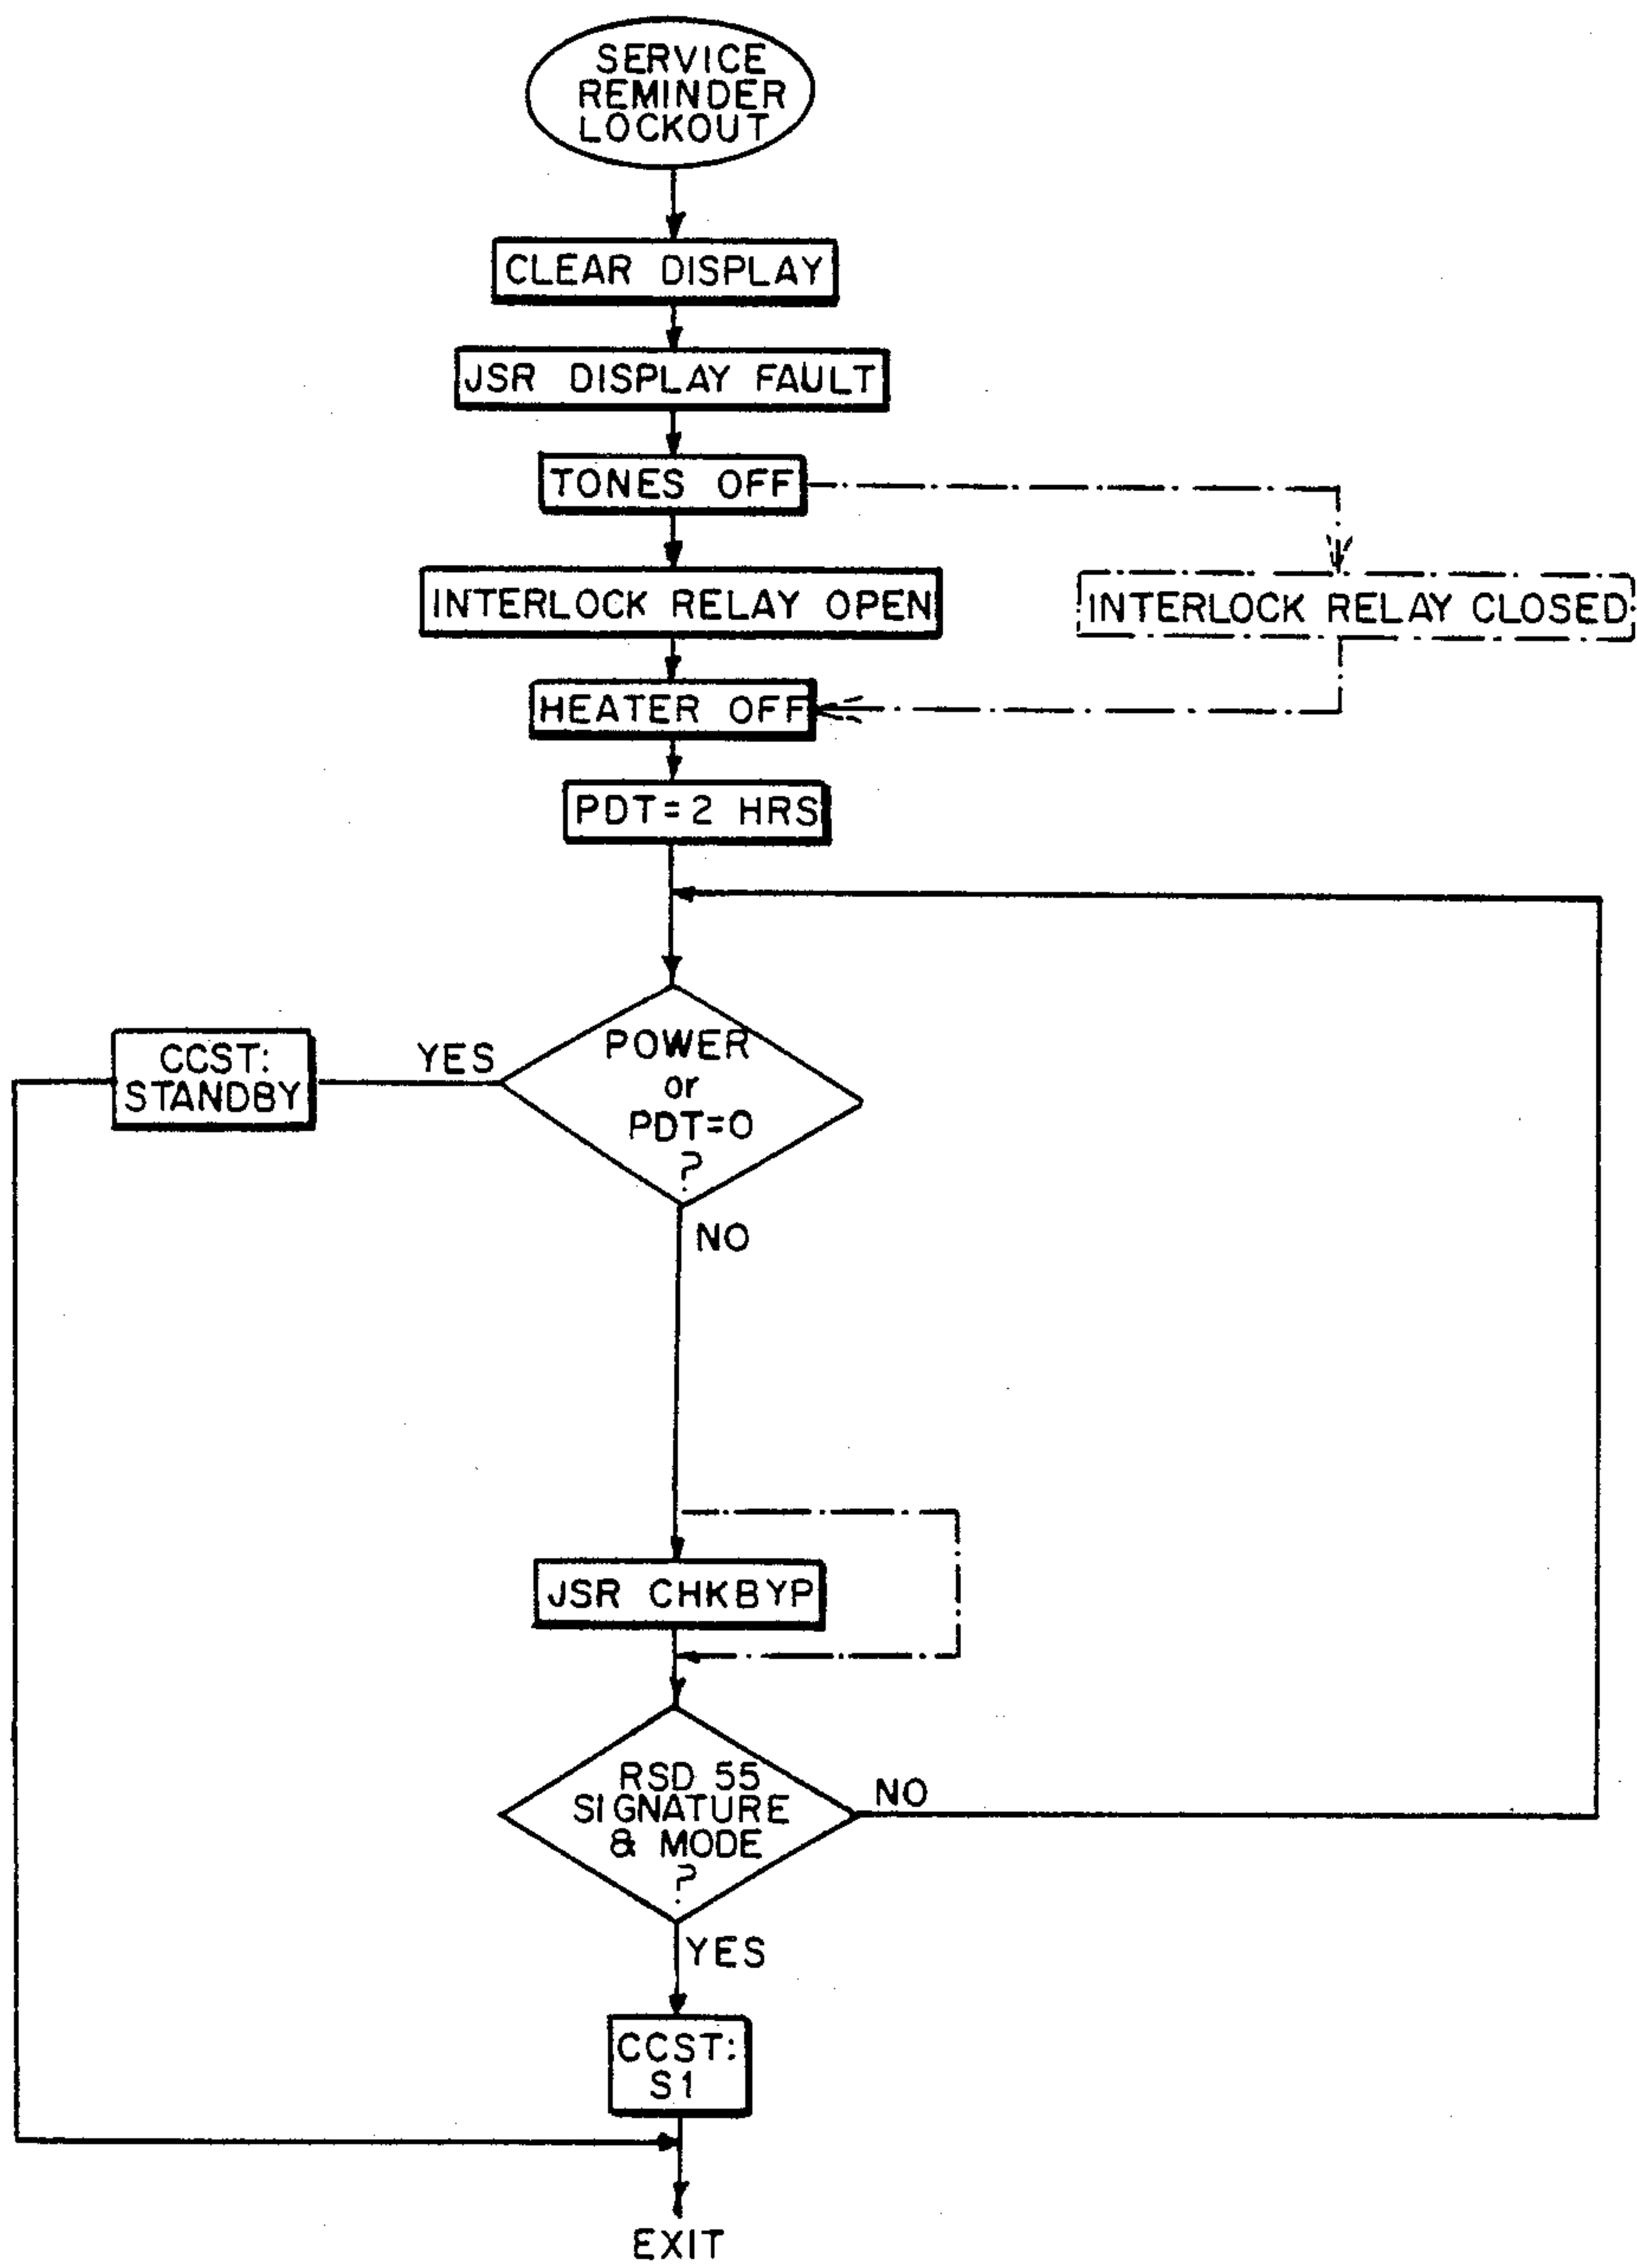 SERVICE
REMINDER
LOCKOUT
CLEAR DISPLAY
JSR DISPLAY FAULT
TONES OFF
INTERLOCK RELAY OPEN
INTERLOCK RELAY CLOSED
HEATER OFF
PDT=2 HRS
POWER
or
PDT=0
?
YES
CCST:
STANDBY
NO
JSR CHKBYP
RSD 55
SIGNATURE
& MODE
?
NO
YES
CCST:
S1
EXIT